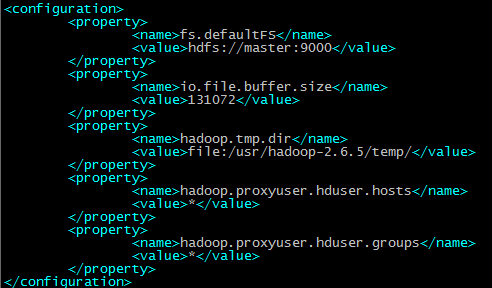 <configuration>
<property>
<name>fs.defaultFS</name>
<value>hdfs://master:9000</value>
</property>
<property>
<name>io.file.buffer.size</name>
<value>131072</value>
</property>
<property>
<name>hadoop.tmp.dir</name>
<value>file:/usr/hadoop-2.6.5/temp/</value>
</property>
<property>
<name>hadoop.proxyuser.hduser.hosts</name>
<value>*</value>
</property>
<property>
<name>hadoop.proxyuser.hduser.groups</name>
<value>*</value>
</property>
</configuration>